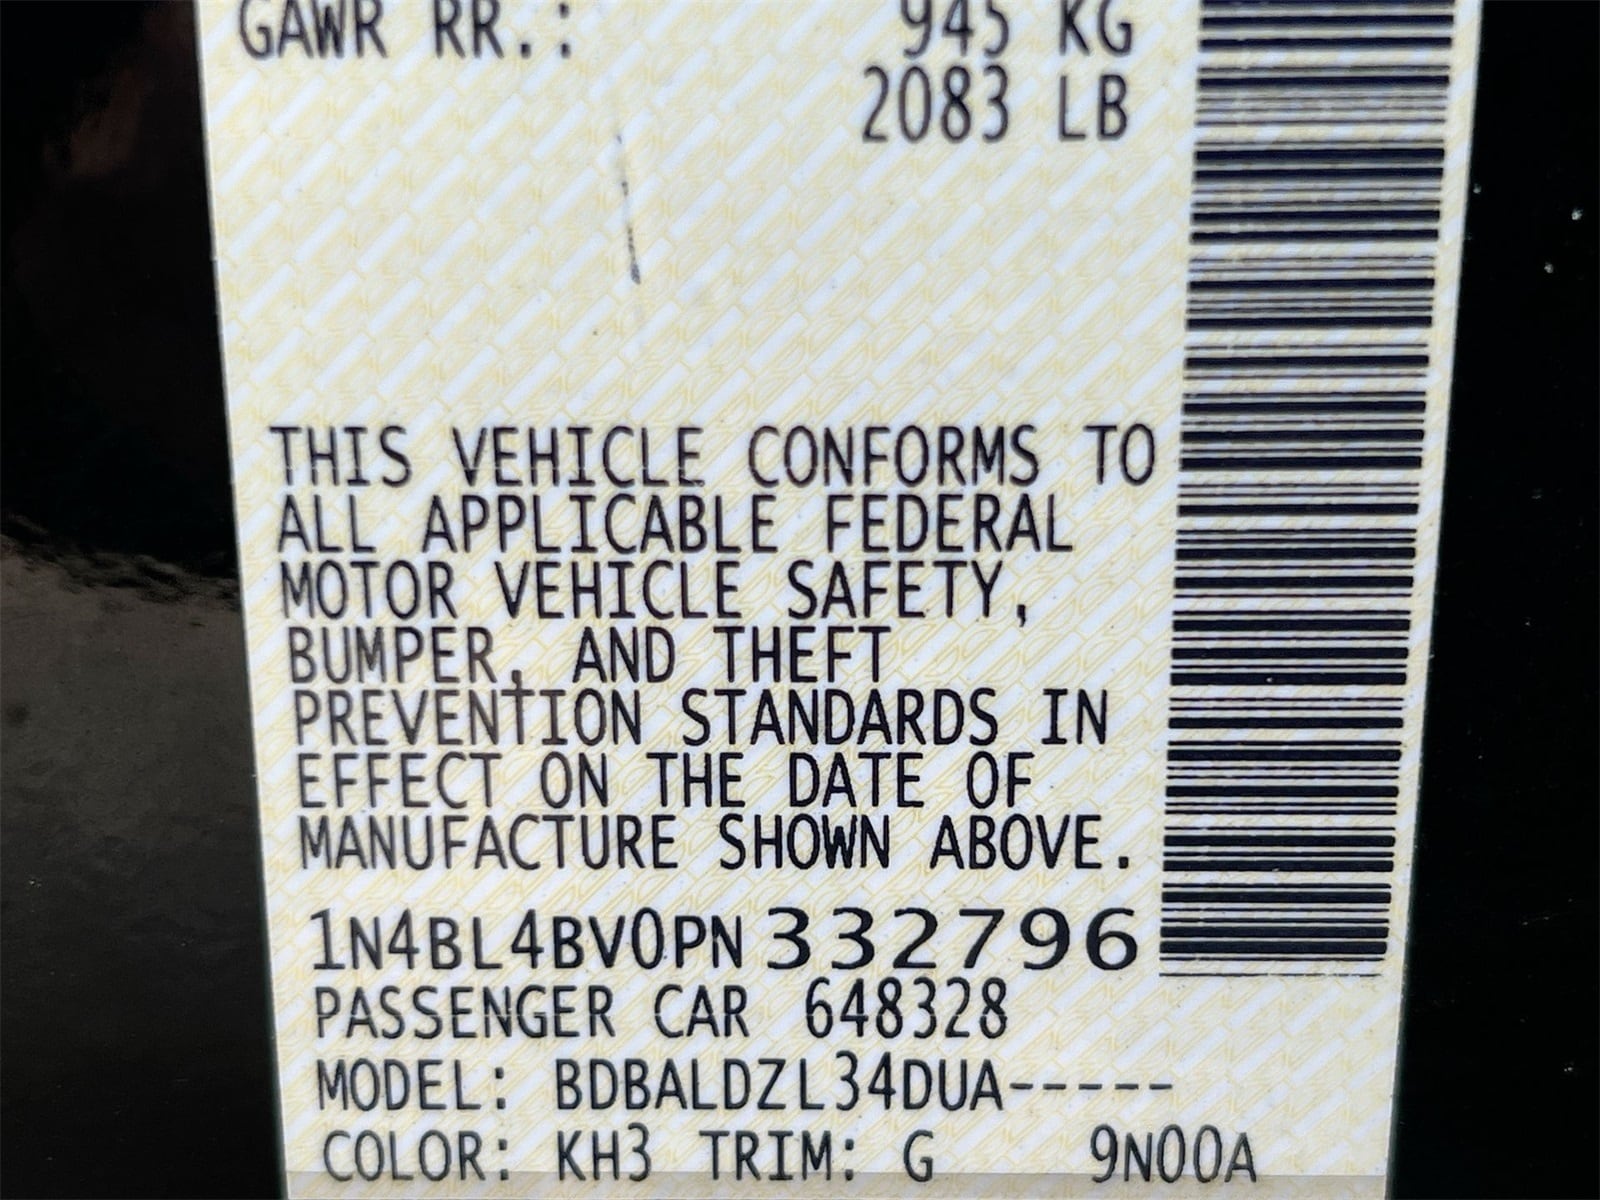 GAWR RR.: 945 KG
2083 LB
THIS VEHICLE CONFORMS TO
ALL APPLICABLE FEDERAL
MOTOR VEHICLE SAFETY,
BUMPER, AND THEFT
PREVENTION STANDARDS IN
EFFECT ON THE DATE OF
MANUFACTURE SHOWN ABOVE.
1N4BL4BV0PN332796
PASSENGER CAR 648328
MODEL: BDBALDZL34DUA-----
COLOR: KH3 TRIM: G 9N00A